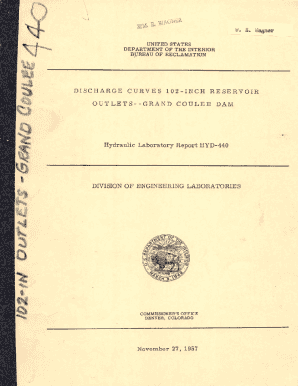 440
102-IN OUTLETS - GRAND COULEE
WM. E. WAGNER
W. E. Wagner
UNITED STATES
DEPARTMENT OF THE INTERIOR
BUREAU OF RECLAMATION
DISCHARGE CURVES 102-INCH RESERVOIR
OUTLETS--GRAND COULEE DAM
Hydraulic Laboratory Report HYD-440
DIVISION OF ENGINEERING LABORATORIES
COMMISSIONER'S OFFICE
DENVER, COLORADO
November 27, 1957